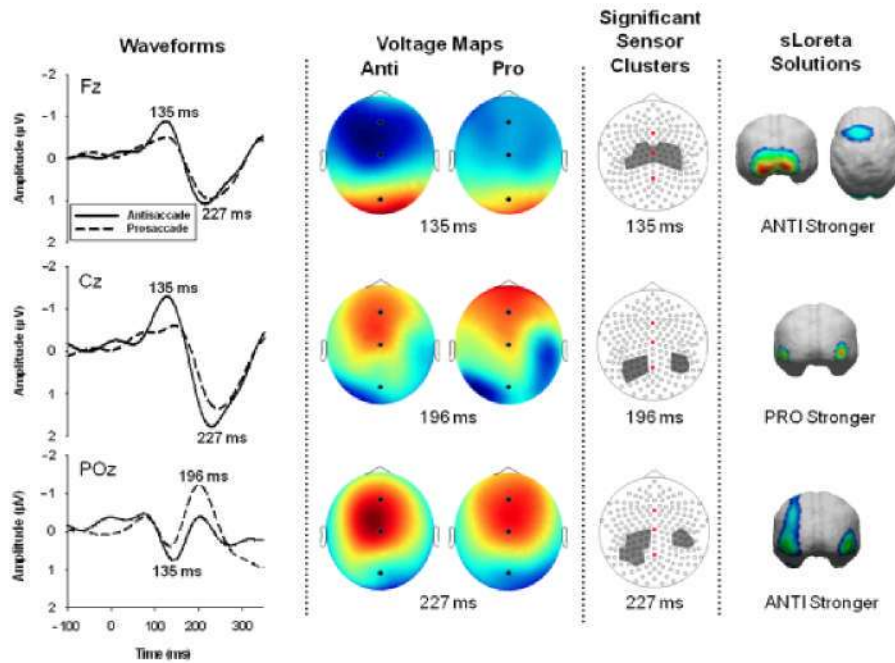 Waveforms
Voltage Maps
Anti Pro
Significant
Sensor
Clusters
sLoreta
Solutions
Fz
-2
-1
0
1
2
Amplitude (µV)
135 ms
227 ms
Antisaccade
Prosaccade
135 ms
135 ms
ANTI Stronger
Cz
-2
-1
0
1
2
Amplitude (µV)
135 ms
227 ms
196 ms
196 ms
PRO Stronger
POz
-2
-1
0
1
2
Amplitude (µV)
196 ms
135 ms
-100 0 100 200 300
Time (ms)
227 ms
227 ms
ANTI Stronger